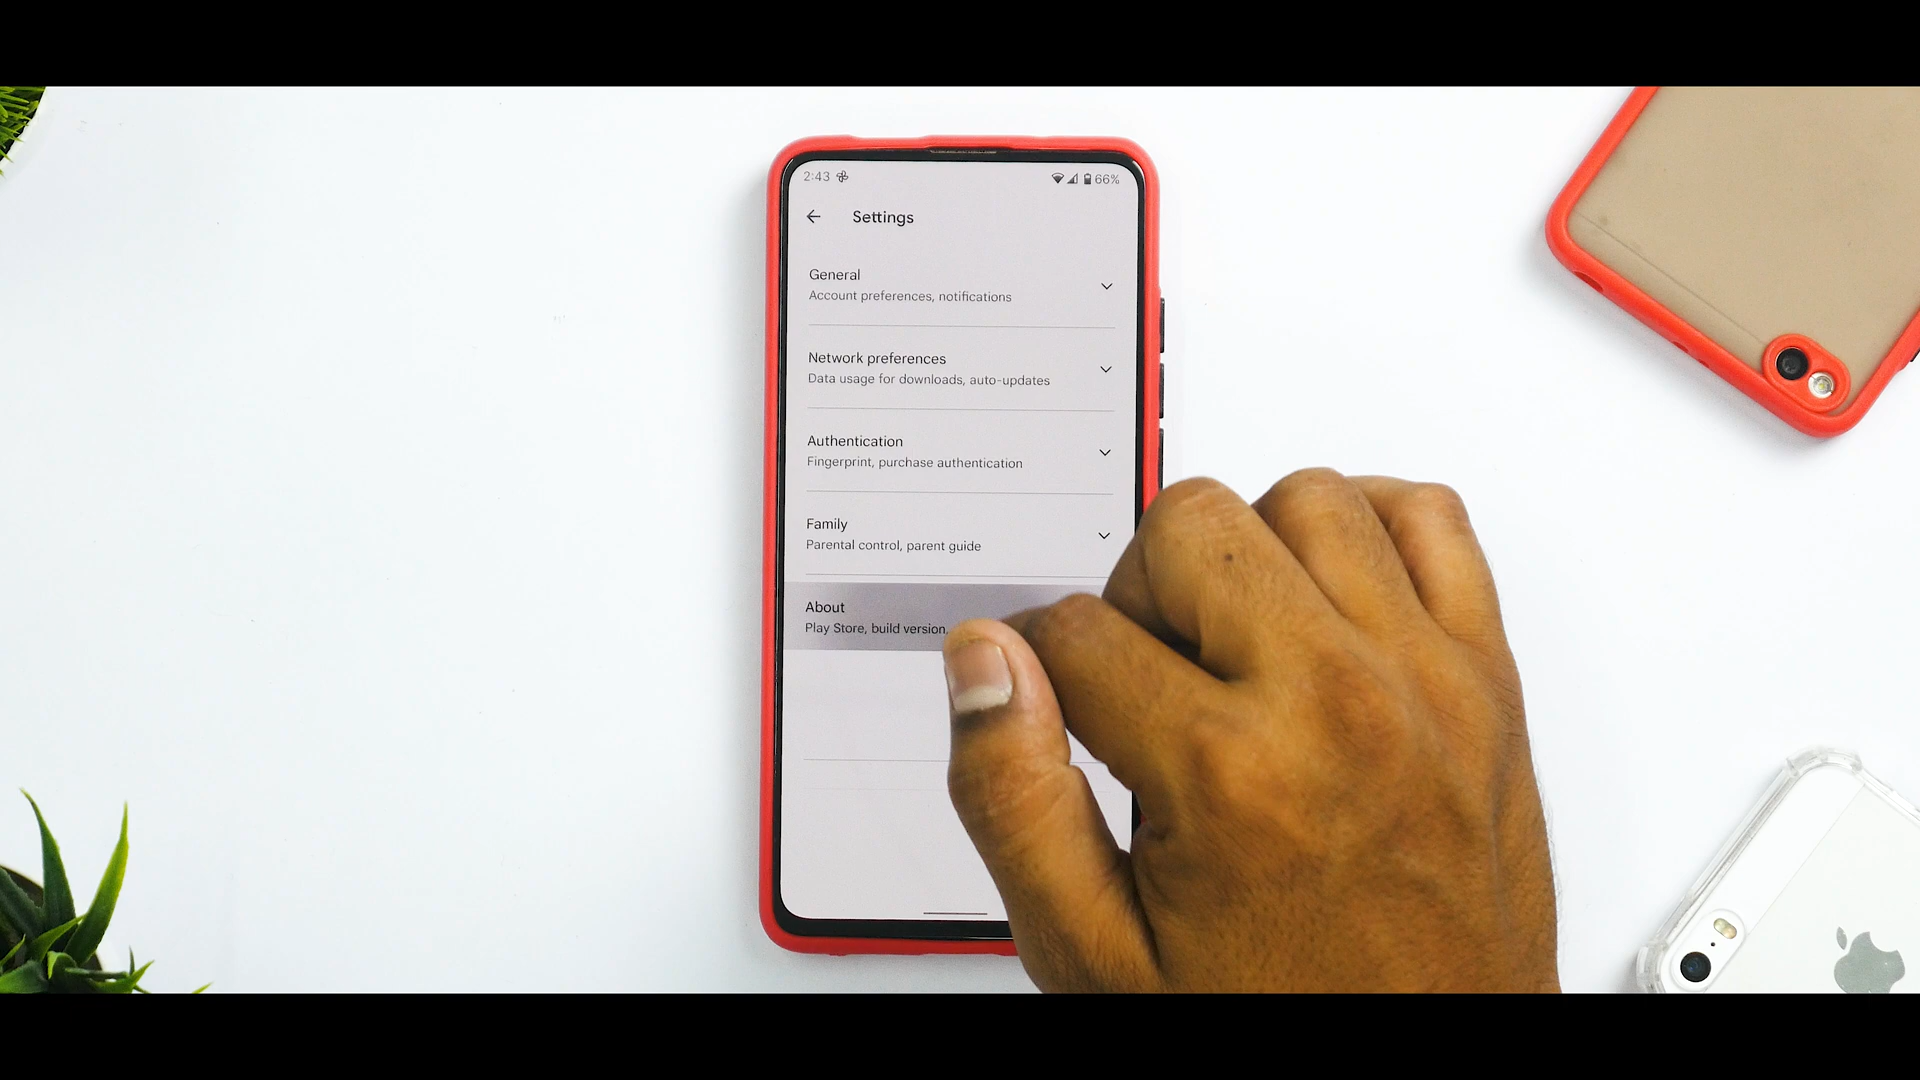 2:43
66%
Settings
General
Account preferences, notifications
Network preferences
Data usage for downloads, auto-updates
Authentication
Fingerprint, purchase authentication
Family
Parental control, parent guide
About
Play Store, build version,